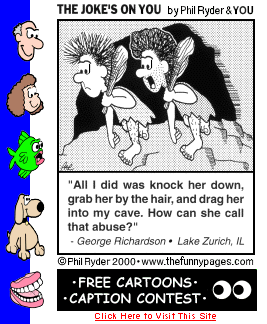 THE JOKE'S ON YOU by Phil Ryder & YOU
"All I did was knock her down,
grab her by the hair, and drag her
into my cave. How can she call
that abuse?"
- George Richardson • Lake Zurich, IL
©Phil Ryder 2000 • www.thefunnypages.com
•FREE CARTOONS•
•CAPTION CONTEST•
Click Here to Visit This Site